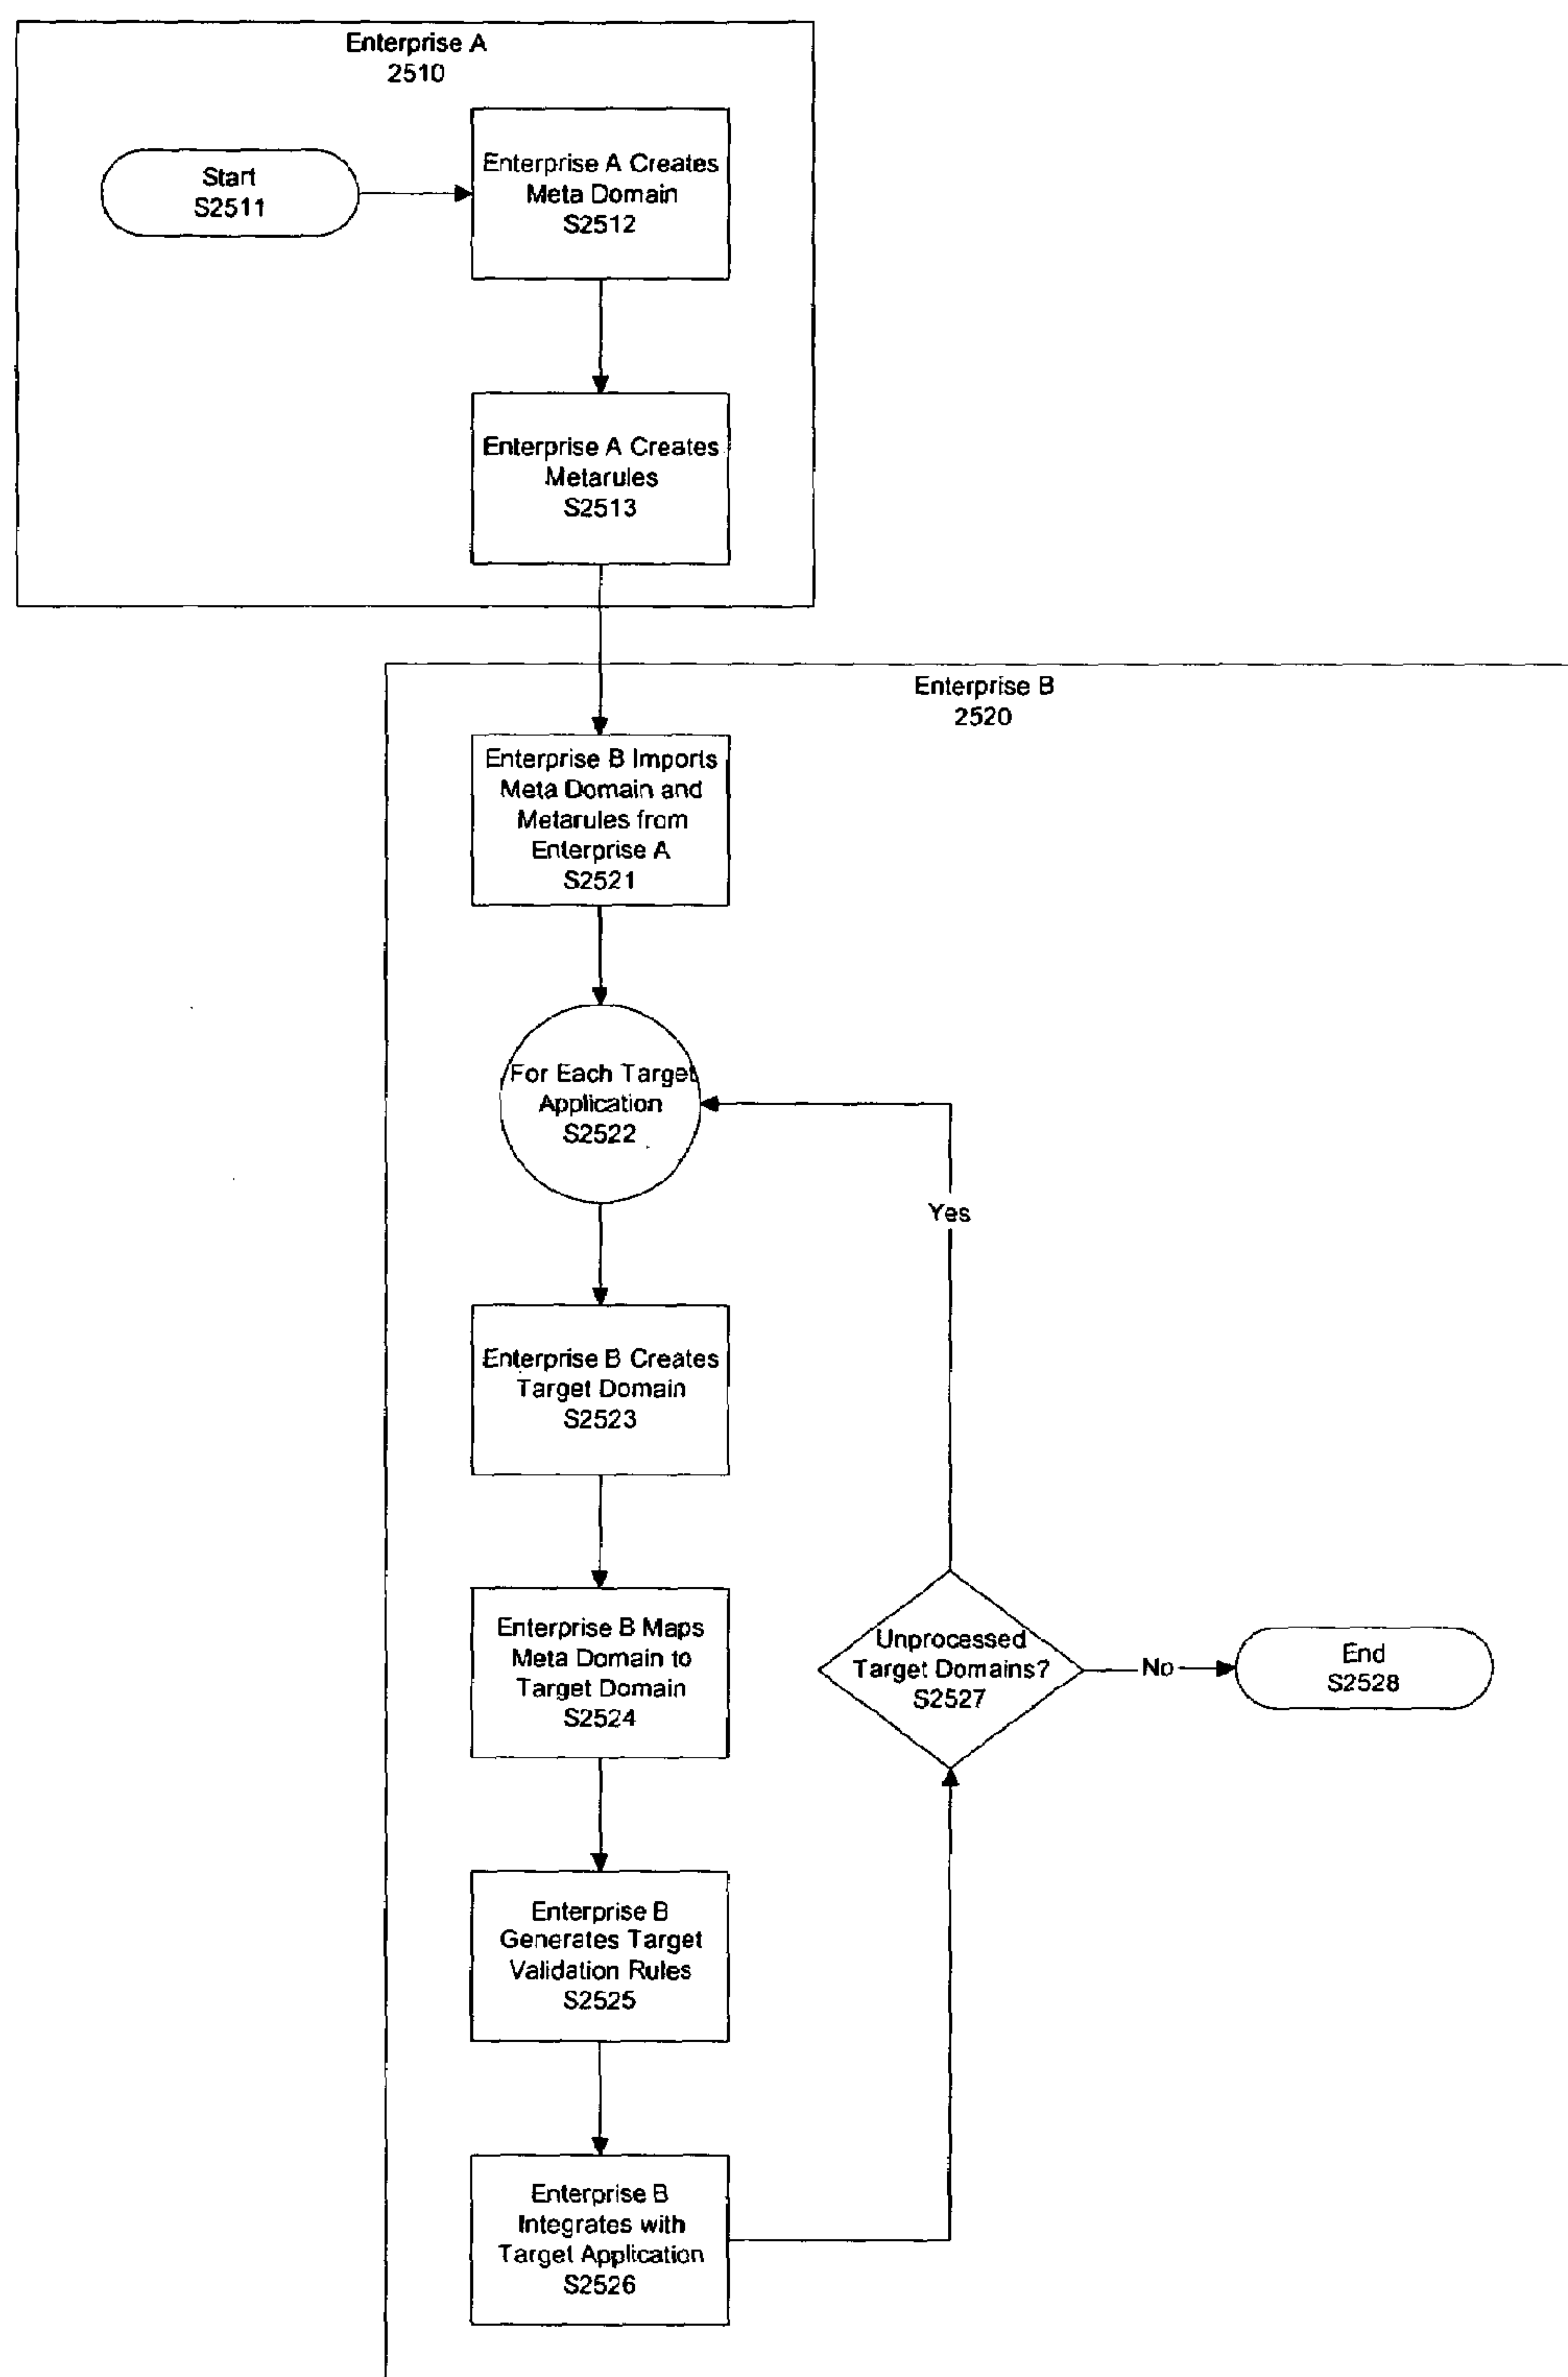 Enterprise A
2510
Start
S2511
Enterprise A Creates
Meta Domain
S2512
Enterprise A Creates
Metarules
S2513
Enterprise B
2520
Enterprise B Imports
Meta Domain and
Metarules from
Enterprise A
S2521
For Each Target
Application
S2522
Yes
Enterprise B Creates
Target Domain
S2523
Enterprise B Maps
Meta Domain to
Target Domain
S2524
Unprocessed
Target Domains?
S2527
No
End
S2528
Enterprise B
Generates Target
Validation Rules
S2525
Enterprise B
Integrates with
Target Application
S2526